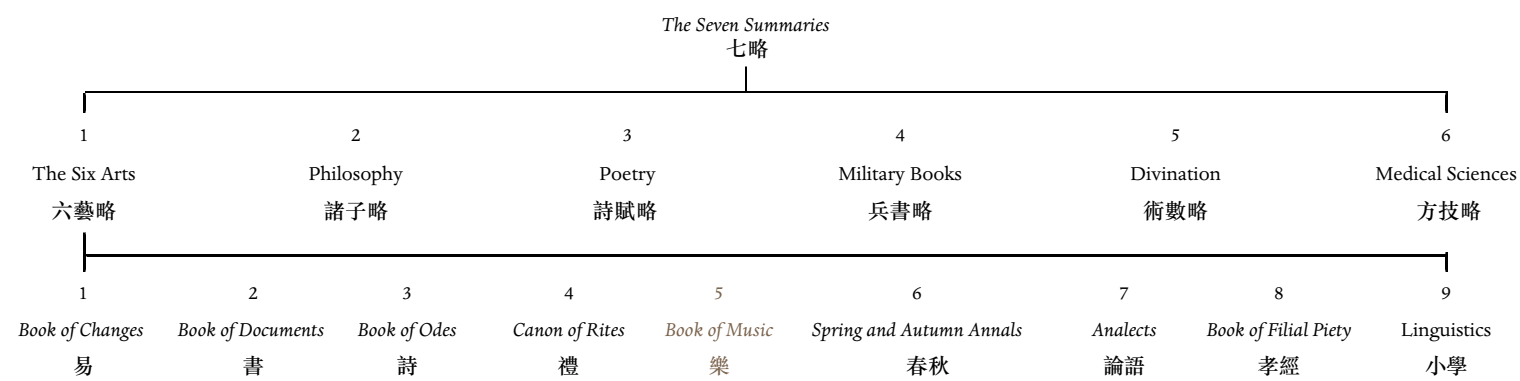 The Seven Summaries
七略
1 2 3 4 5 6
The Six Arts Philosophy Poetry Military Books Divination Medical Sciences
六藝略 諸子略 詩賦略 兵書略 術數略 方技略
1 2 3 4 5 6 7 8 9
Book of Changes Book of Documents Book of Odes Canon of Rites Book of Music Spring and Autumn Annals Analects Book of Filial Piety Linguistics
易 書 詩 禮 樂 春秋 論語 孝經 小學